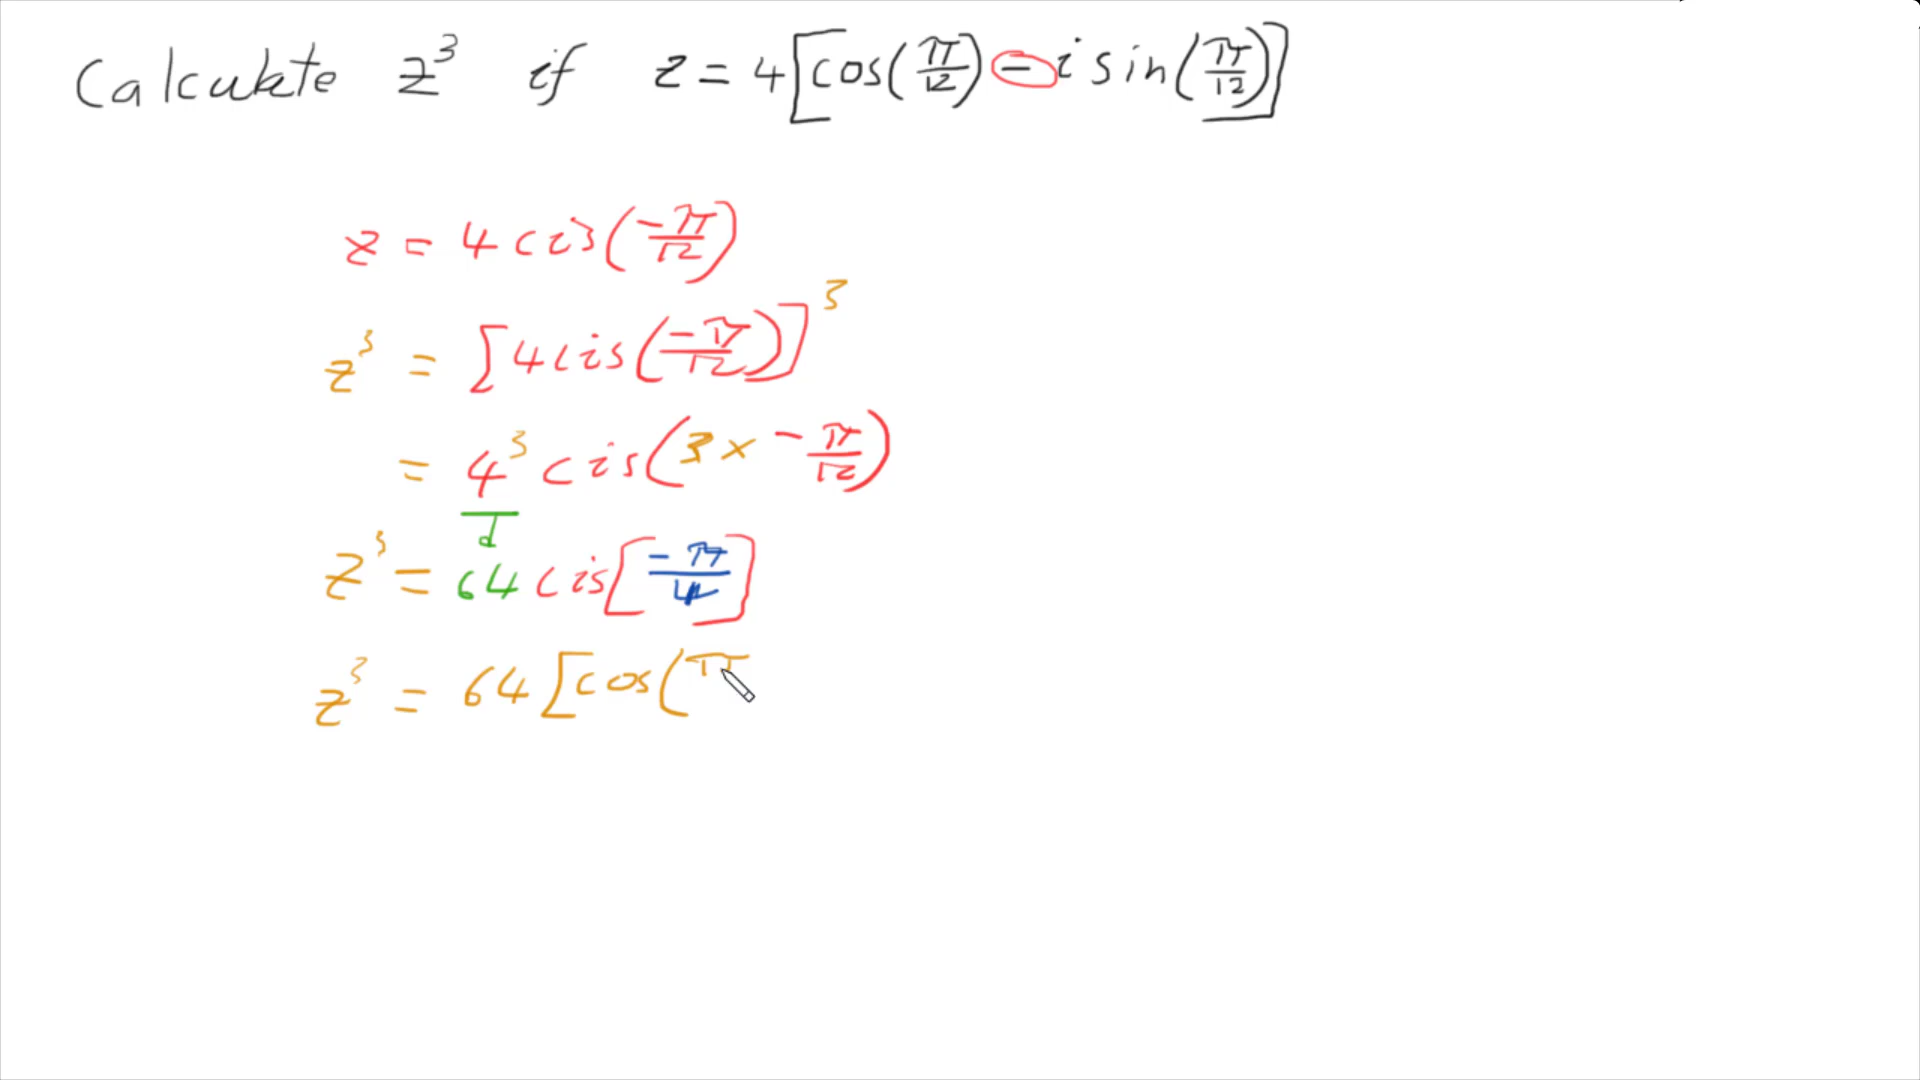 Calculate z³ if z = 4[cos(π/12) - i sin(π/12)]
z = 4 cis(-π/12)
z³ = [4 cis(-π/12)]³
= 4³ cis(3 × -π/12)
z³ = 64 cis[-π/4]
z³ = 64 [cos(π